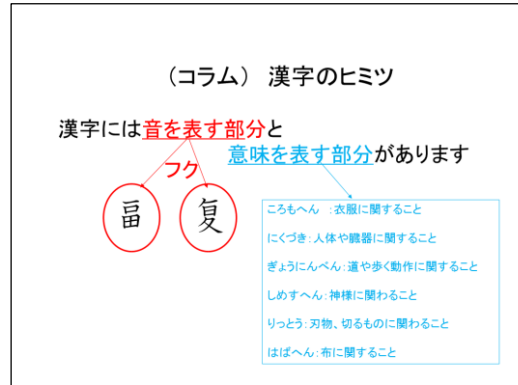 （コラム） 漢字のヒミツ
漢字には音を表す部分と
意味を表す部分があります
フク
畐 复
ころもへん ：衣服に関すること
にくづき：人体や臓器に関すること
ぎょうにんべん：道や歩く動作に関すること
しめすへん：神様に関わること
りっとう：刃物、切るものに関わること
はばへん：布に関すること